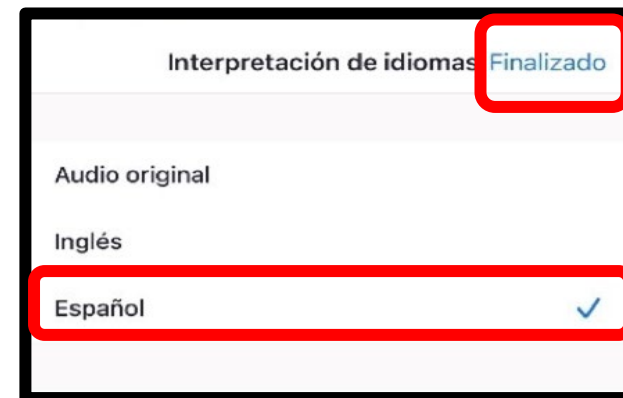 Interpretación de idiomas Finalizado
Audio original
Inglés
Español